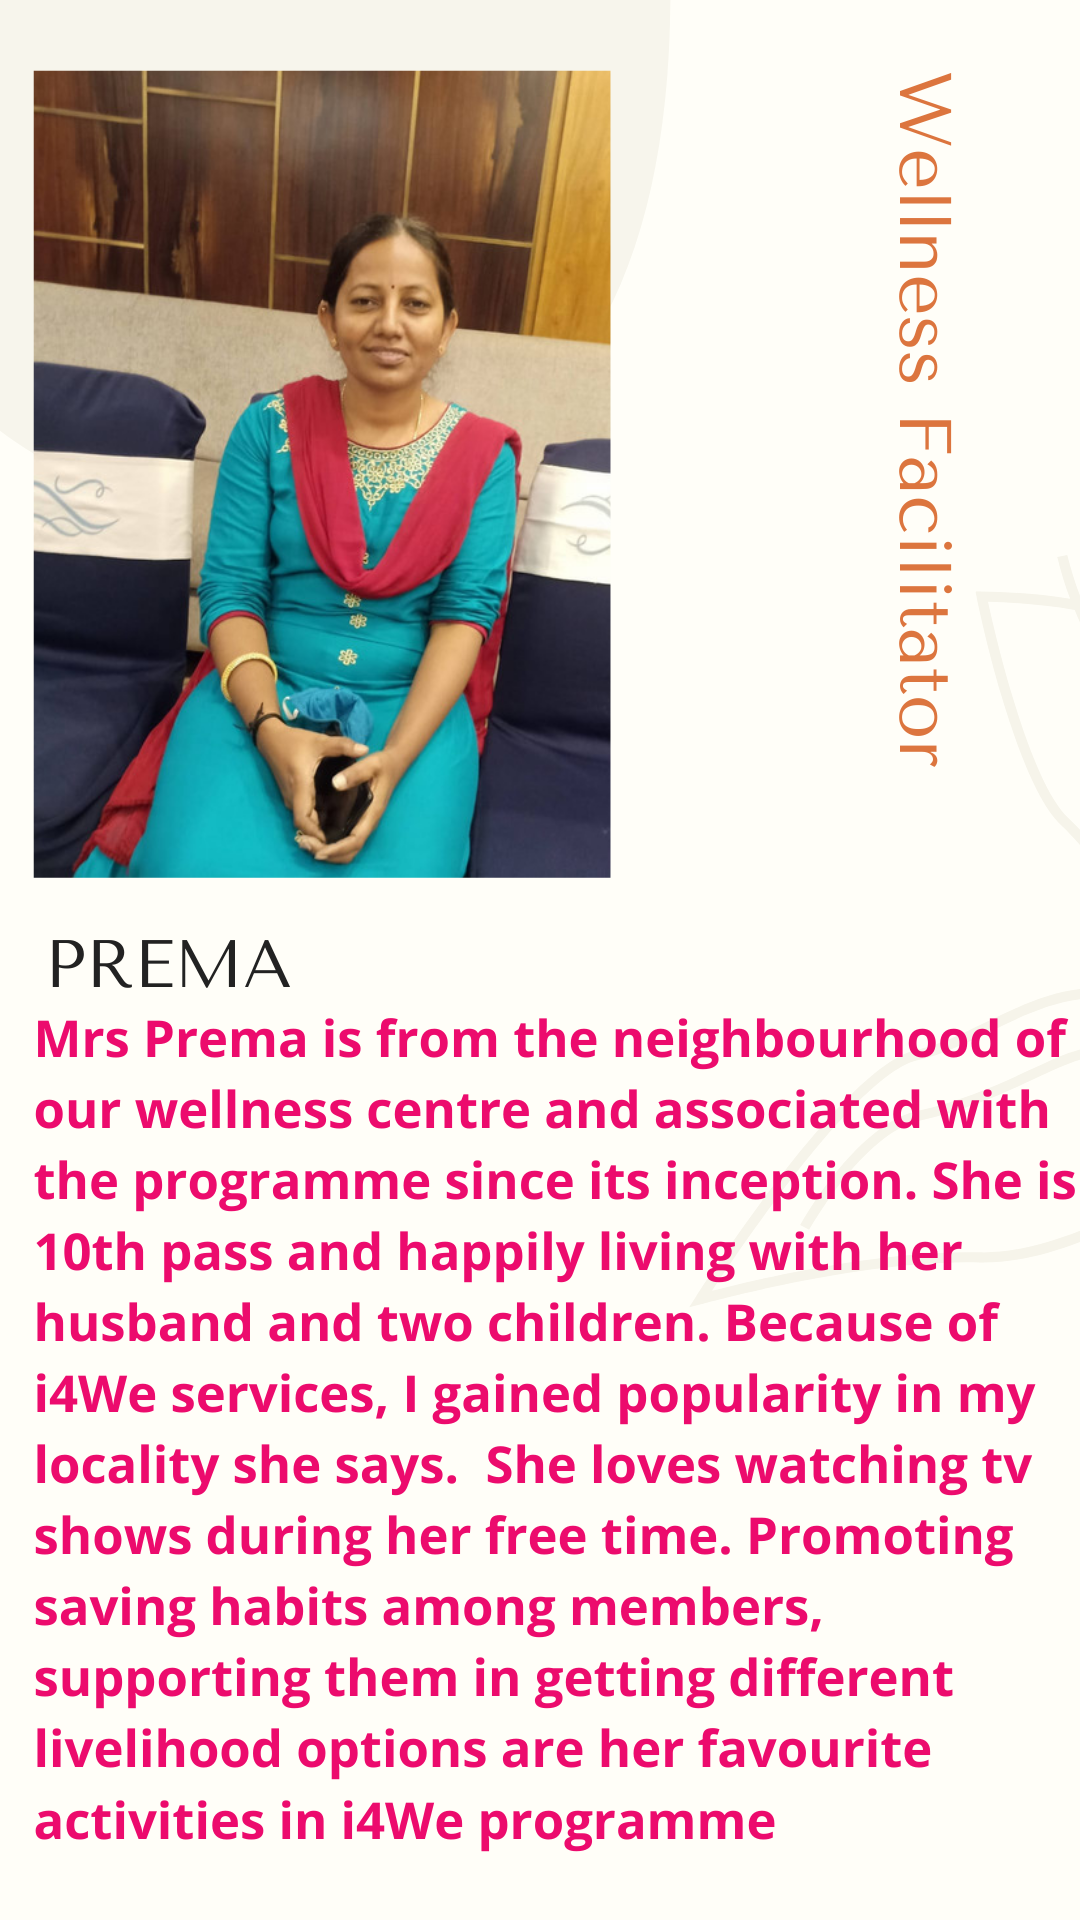 Wellness Facilitator
PREMA
Mrs Prema is from the neighbourhood of
our wellness centre and associated with
the programme since its inception. She is
10th pass and happily living with her
husband and two children. Because of
i4We services, I gained popularity in my
locality she says.  She loves watching tv
shows during her free time. Promoting
saving habits among members,
supporting them in getting different
livelihood options are her favourite
activities in i4We programme